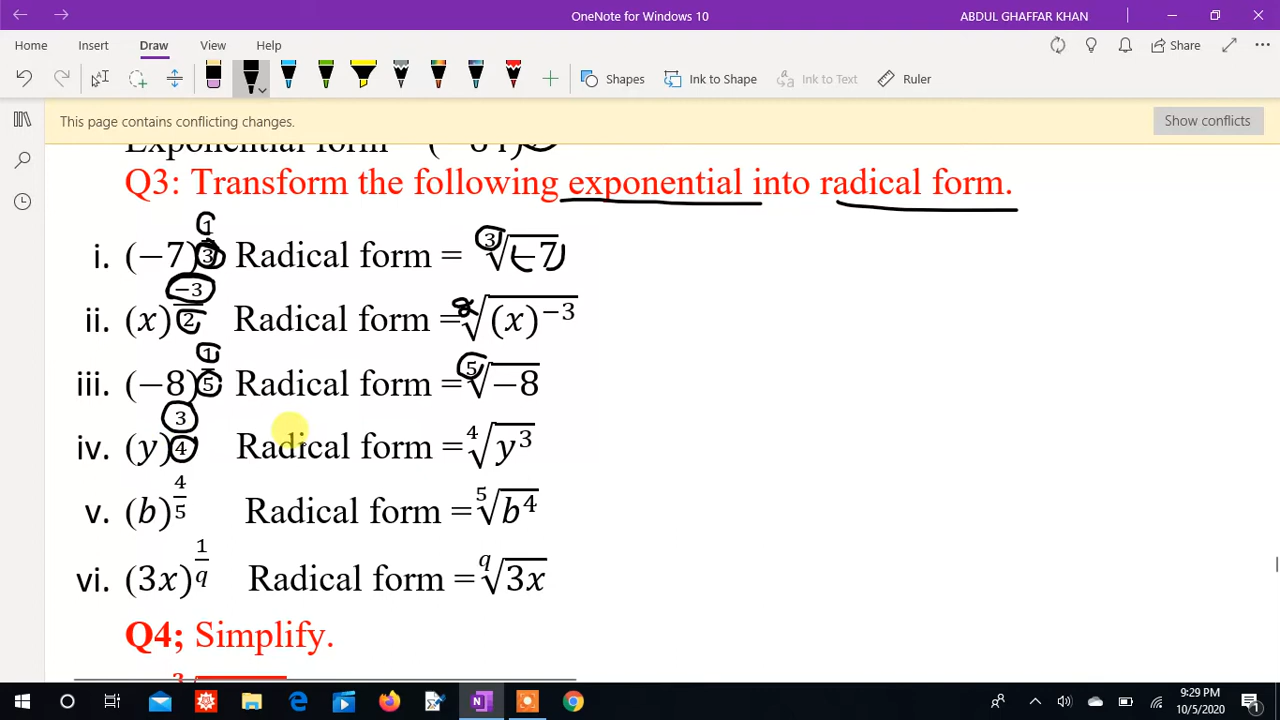 OneNote for Windows 10
ABDUL GHAFFAR KHAN
Home Insert Draw View Help
Share
Shapes Ink to Shape Ink to Text Ruler
This page contains conflicting changes.
Show conflicts
Exponential form
Q3: Transform the following exponential into radical form.
i. (−7)^(1/3) Radical form = ∛(−7)
ii. (x)^(−3/2) Radical form = ²√((x)^−3)
iii. (−8)^(1/5) Radical form = ⁵√(−8)
iv. (y)^(3/4) Radical form = ⁴√(y³)
v. (b)^(4/5) Radical form = ⁵√(b⁴)
vi. (3x)^(1/q) Radical form = ^q√(3x)
Q4; Simplify.
9:29 PM
10/5/2020